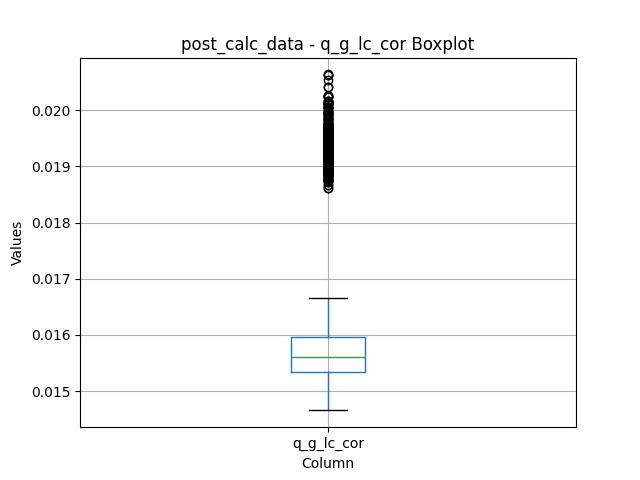 post_calc_data - q_g_lc_cor Boxplot
0.020
0.019
0.018
0.017
0.016
0.015
Values
q_g_lc_cor
Column